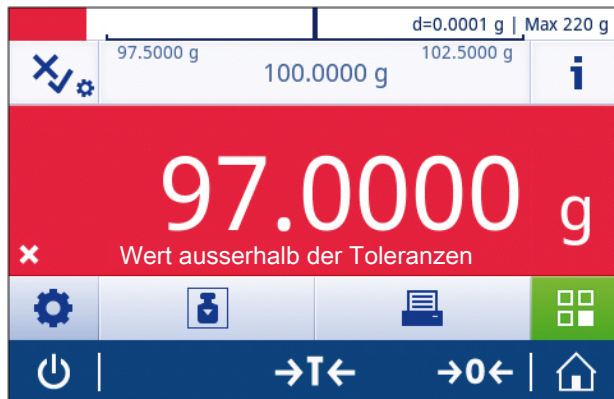 d=0.0001 g | Max 220 g
97.5000 g 102.5000 g
100.0000 g
97.0000 g
Wert ausserhalb der Toleranzen
→T← →0←